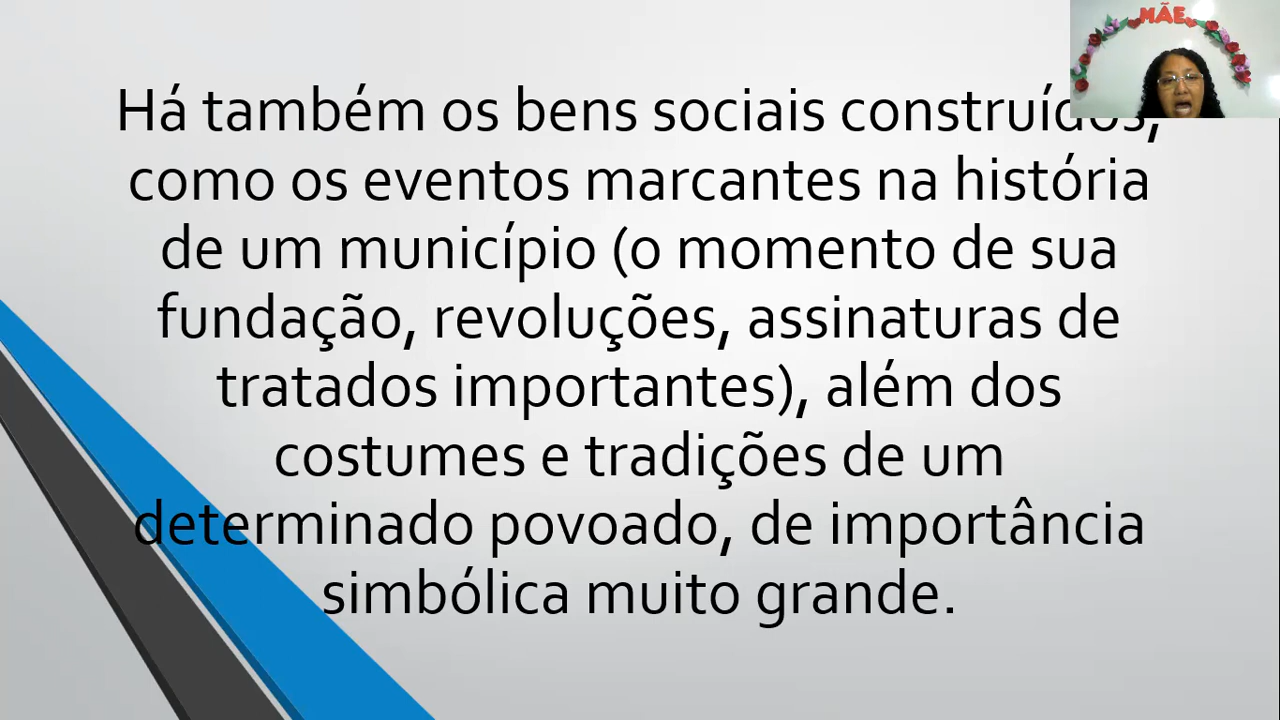 MÃE
Há também os bens sociais construídos,
como os eventos marcantes na história
de um município (o momento de sua
fundação, revoluções, assinaturas de
tratados importantes), além dos
costumes e tradições de um
determinado povoado, de importância
simbólica muito grande.